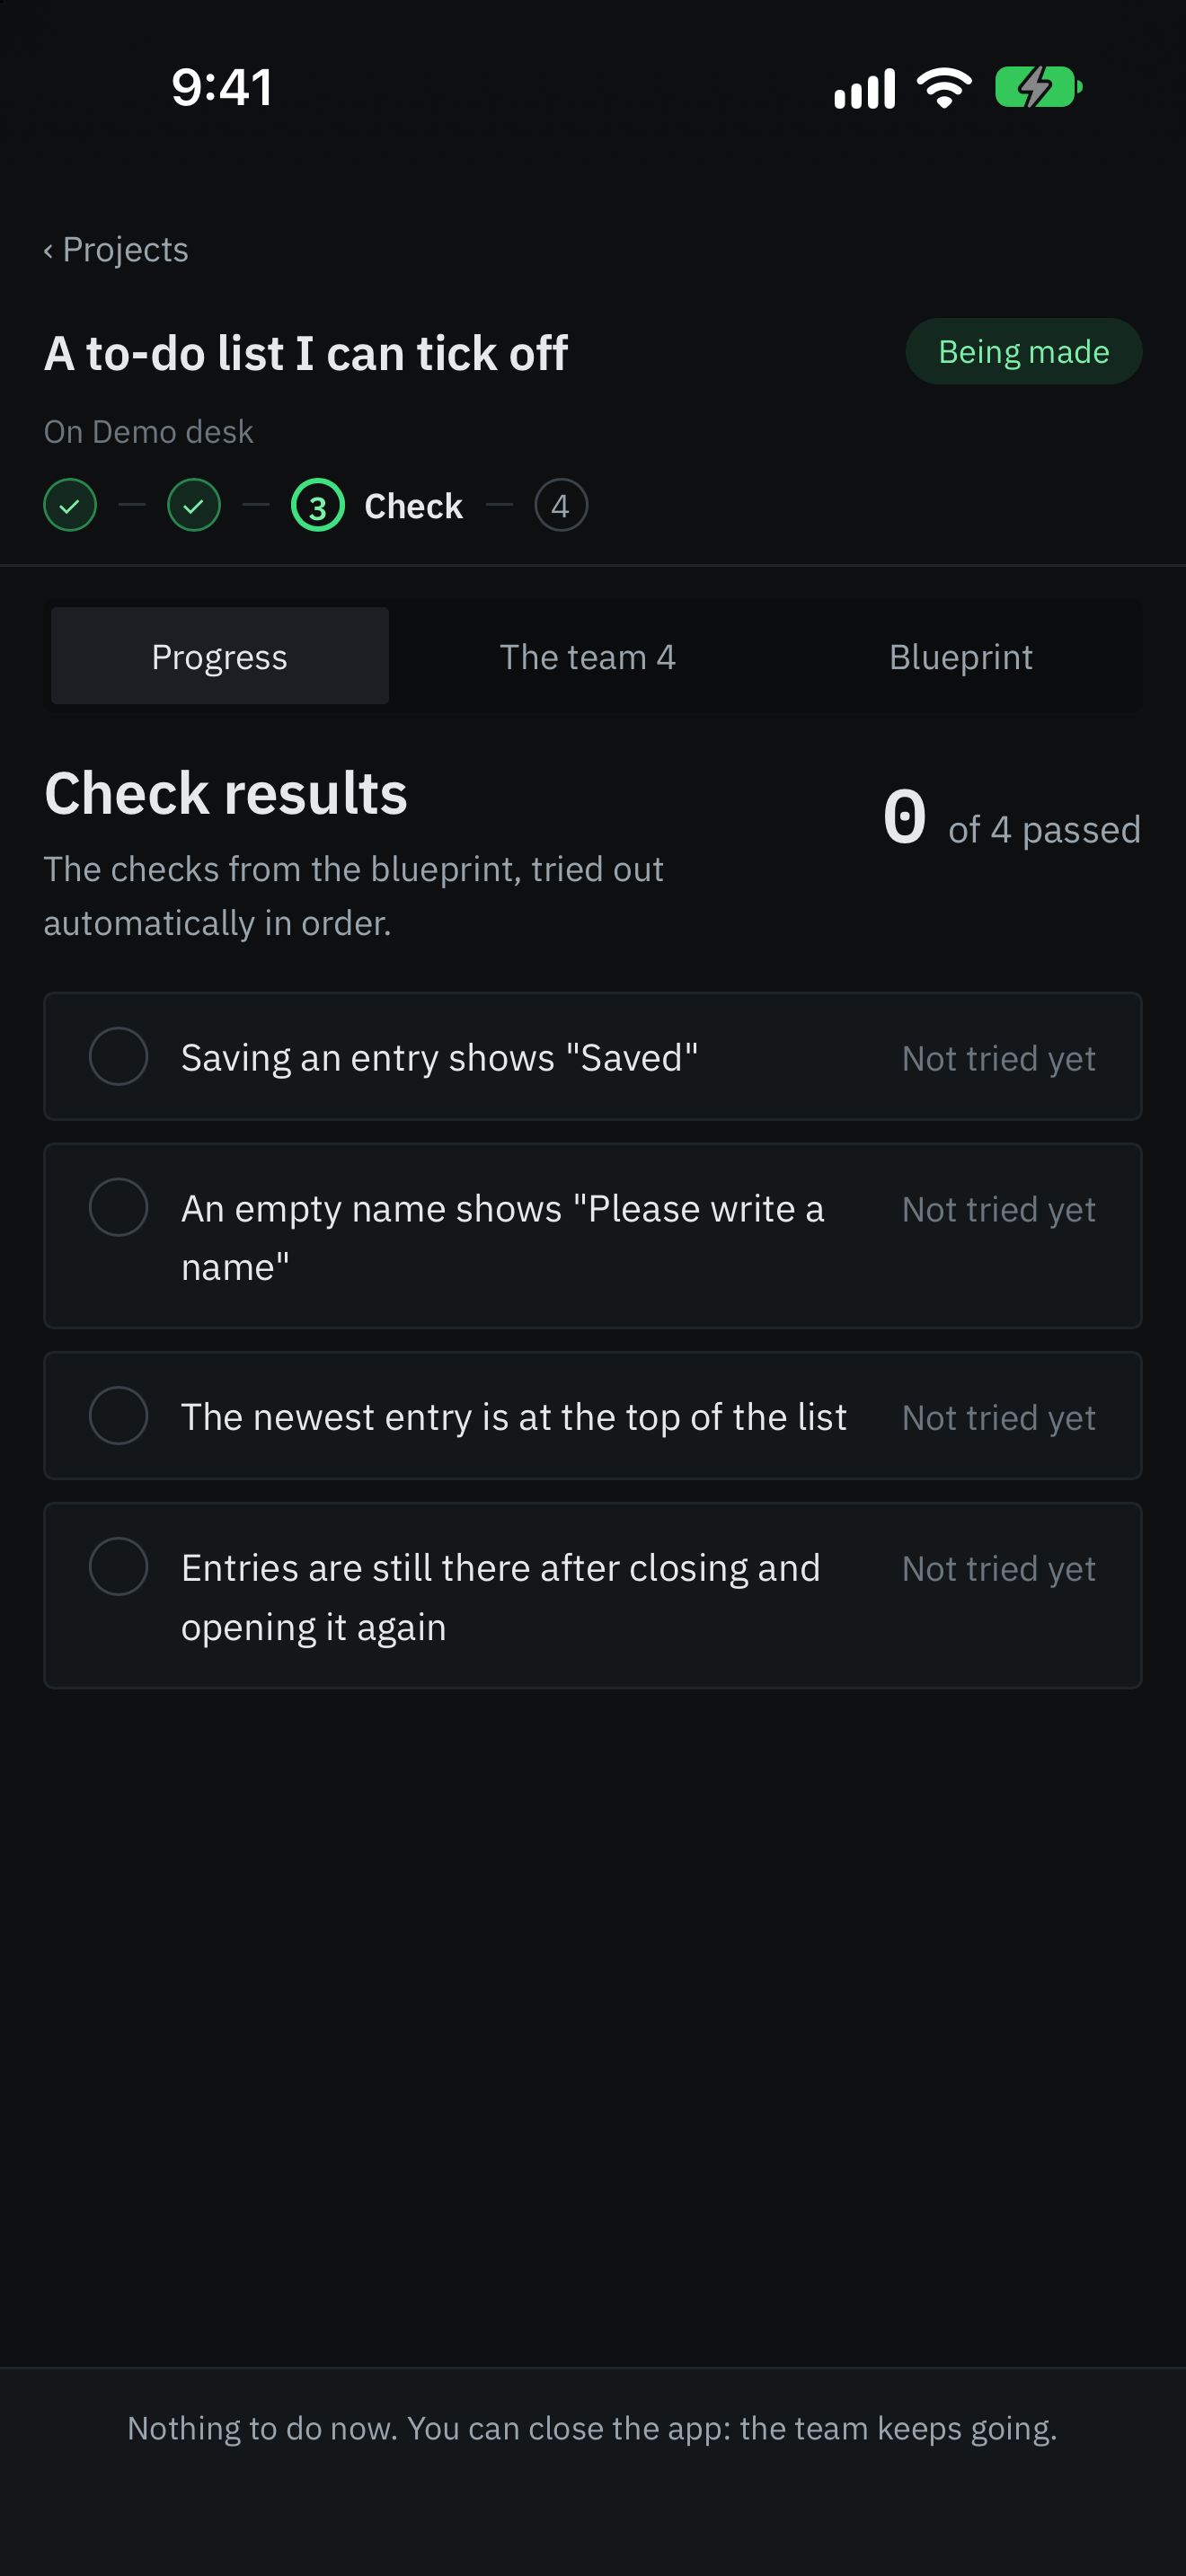 9:41
‹ Projects
A to-do list I can tick off
Being made
On Demo desk
3 Check 4
Progress The team 4 Blueprint
Check results
0 of 4 passed
The checks from the blueprint, tried out
automatically in order.
Saving an entry shows "Saved" Not tried yet
An empty name shows "Please write a Not tried yet
name"
The newest entry is at the top of the list Not tried yet
Entries are still there after closing and Not tried yet
opening it again
Nothing to do now. You can close the app: the team keeps going.